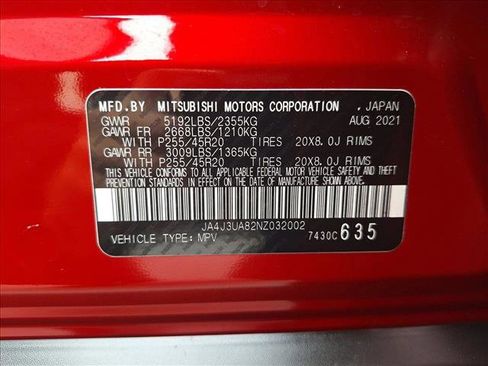 MFD.BY MITSUBISHI MOTORS CORPORATION , JAPAN
GVWR 5192LBS/2355KG AUG 2021
GAWR FR 2668LBS/1210KG
WITH P255/45R20 TIRES 20X8.0J RIMS
GAWR RR 3009LBS/1365KG
WITH P255/45R20 TIRES 20X8.0J RIMS
THIS VEHICLE CONFORMS TO ALL APPLICABLE FEDERAL MOTOR VEHICLE SAFETY AND THEFT
PREVENTION STANDARDS IN EFFECT ON THE DATE OF MANUFACTURE SHOWN ABOVE.
JA4J3UA82NZ032002
VEHICLE TYPE: MPV 7430C 635